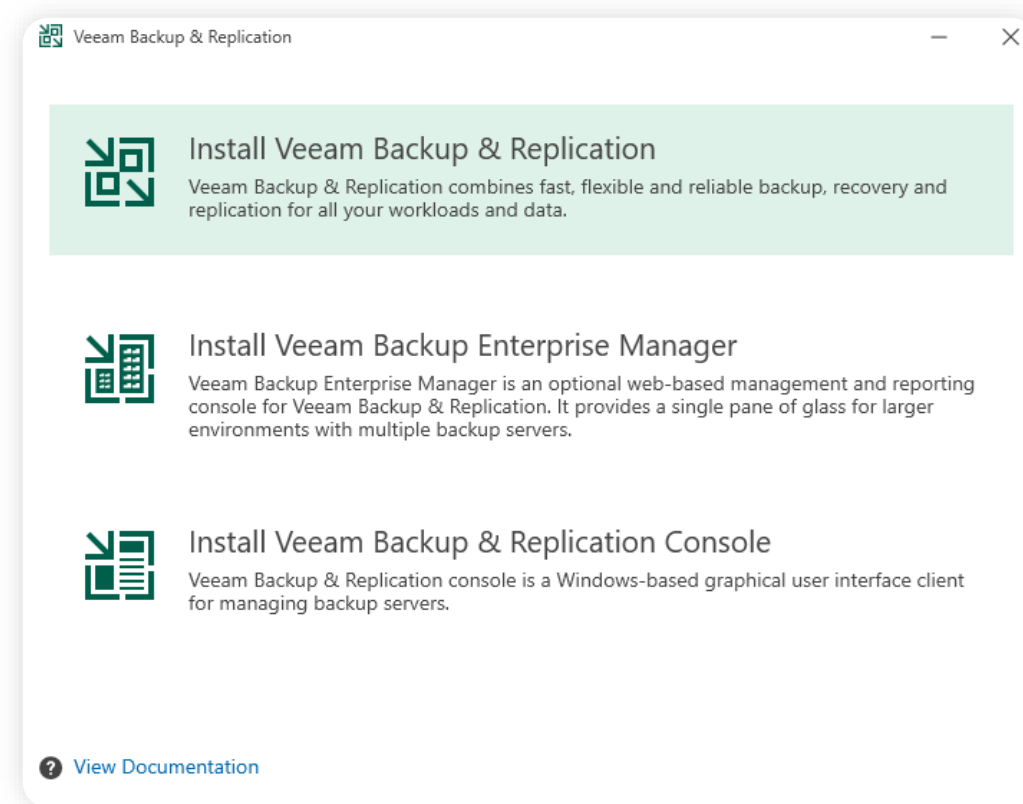 Veeam Backup & Replication
Install Veeam Backup & Replication
Veeam Backup & Replication combines fast, flexible and reliable backup, recovery and
replication for all your workloads and data.
Install Veeam Backup Enterprise Manager
Veeam Backup Enterprise Manager is an optional web-based management and reporting
console for Veeam Backup & Replication. It provides a single pane of glass for larger
environments with multiple backup servers.
Install Veeam Backup & Replication Console
Veeam Backup & Replication console is a Windows-based graphical user interface client
for managing backup servers.
? View Documentation